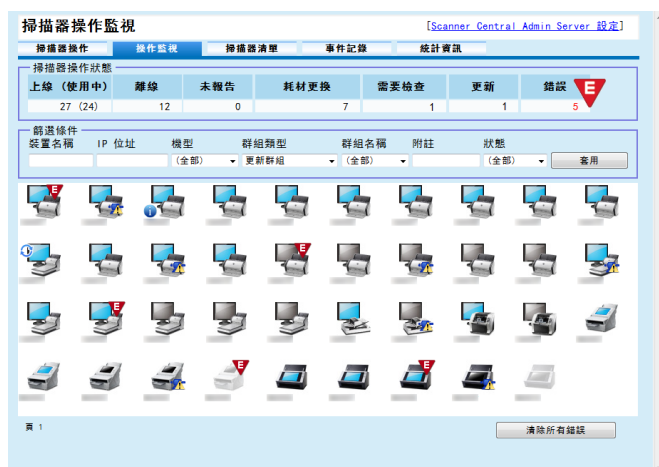 掃描器操作監視
[Scanner Central Admin Server 設定]
掃描器操作 操作監視 掃描器清單 事件記錄 統計資訊
掃描器操作狀態
上線 (使用中) 離線 未報告 耗材更換 需要檢查 更新 錯誤 E
27 (24) 12 0 7 1 1 5
篩選條件
裝置名稱 IP 位址 機型 群組類型 群組名稱 附註 狀態
(全部) 更新群組 (全部) (全部) 套用
E
E
E
E
E
頁 1
清除所有錯誤